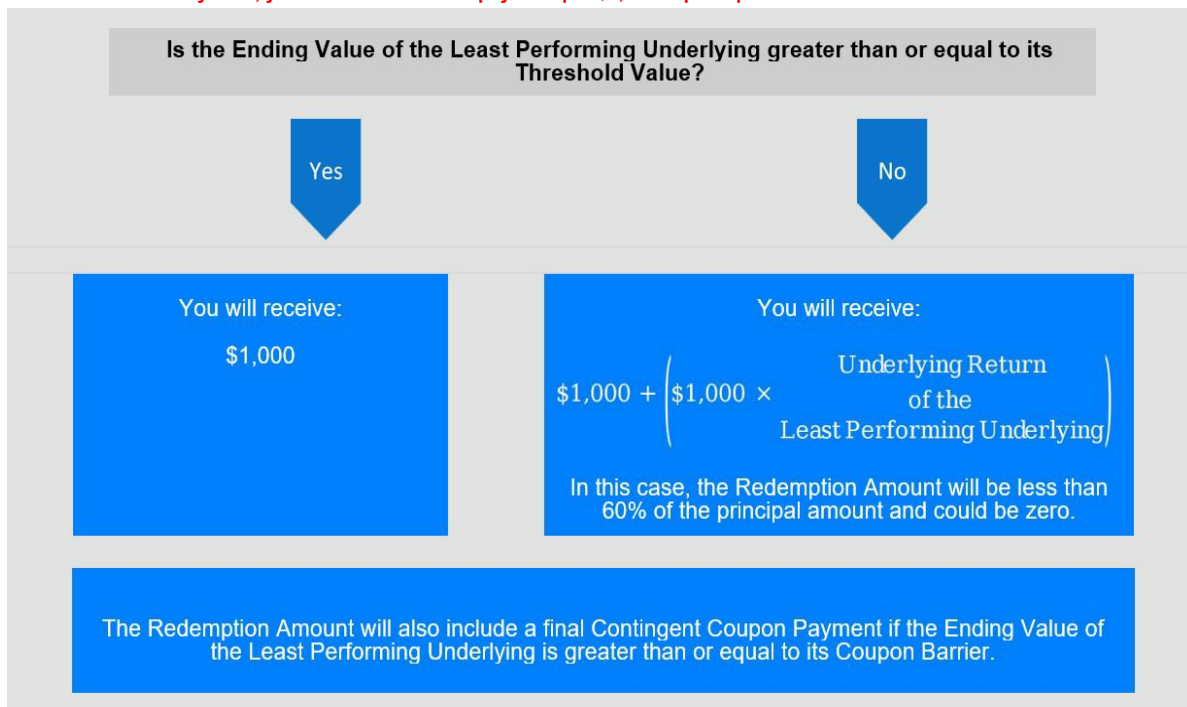 Is the Ending Value of the Least Performing Underlying greater than or equal to its
Threshold Value?
Yes
No
You will receive:
$1,000
You will receive:
$1,000 + ($1,000 × Underlying Return
of the
Least Performing Underlying)
In this case, the Redemption Amount will be less than
60% of the principal amount and could be zero.
The Redemption Amount will also include a final Contingent Coupon Payment if the Ending Value of
the Least Performing Underlying is greater than or equal to its Coupon Barrier.